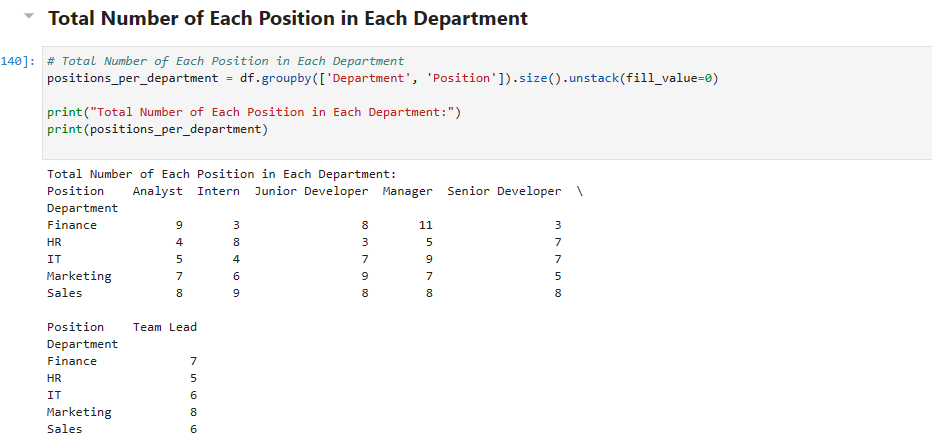 Total Number of Each Position in Each Department
140]: # Total Number of Each Position in Each Department
positions_per_department = df.groupby(['Department', 'Position']).size().unstack(fill_value=0)
print("Total Number of Each Position in Each Department:")
print(positions_per_department)
Total Number of Each Position in Each Department:
Position    Analyst  Intern  Junior Developer  Manager  Senior Developer  \
Department
Finance           9       3                 8       11                 3
HR                4       8                 3        5                 7
IT                5       4                 7        9                 7
Marketing         7       6                 9        7                 5
Sales             8       9                 8        8                 8
Position    Team Lead
Department
Finance             7
HR                  5
IT                  6
Marketing           8
Sales               6